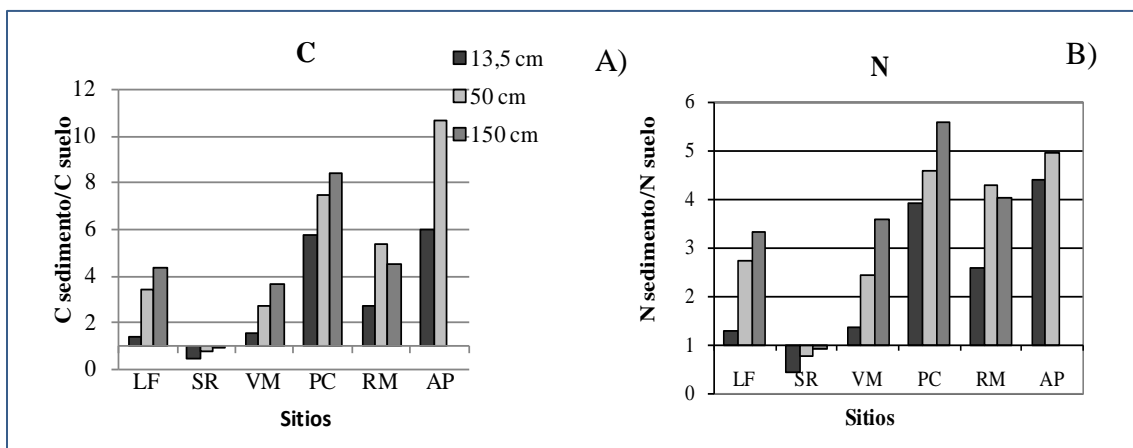 C
A)
13,5 cm
50 cm
150 cm
C sedimento/C suelo
12
10
8
6
4
2
0
LF SR VM PC RM AP
Sitios
N
B)
N sedimento/N suelo
6
5
4
3
2
1
0
LF SR VM PC RM AP
Sitios